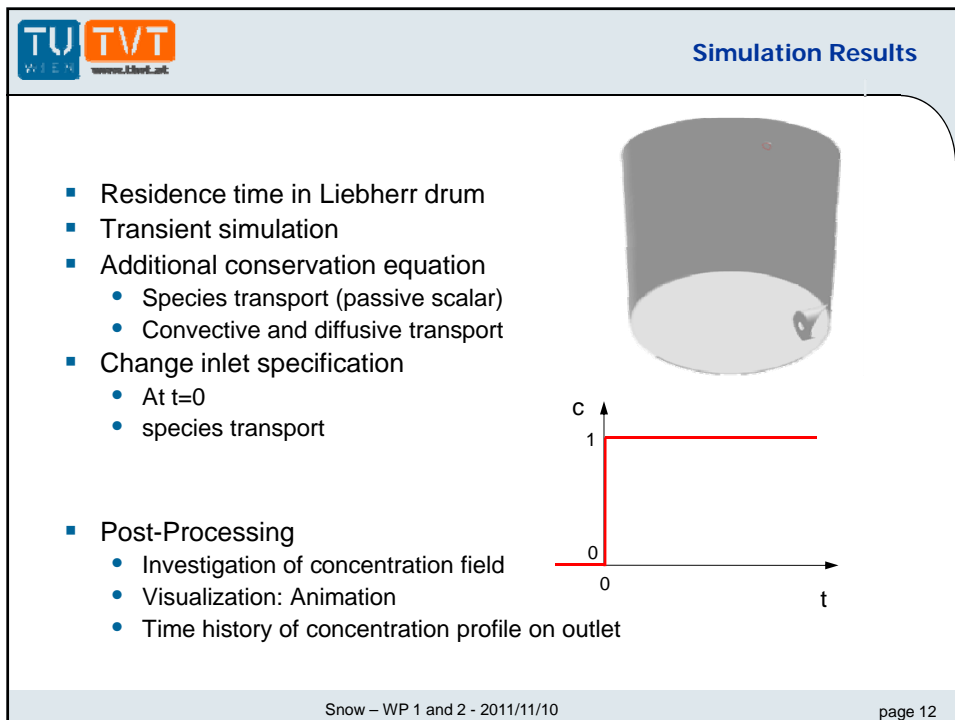 TU TVT
WIEN www.tvt.at
Simulation Results
Residence time in Liebherr drum
Transient simulation
Additional conservation equation
Species transport (passive scalar)
Convective and diffusive transport
Change inlet specification
At t=0
species transport
c
1
0
0
t
Post-Processing
Investigation of concentration field
Visualization: Animation
Time history of concentration profile on outlet
Snow – WP 1 and 2 - 2011/11/10
page 12